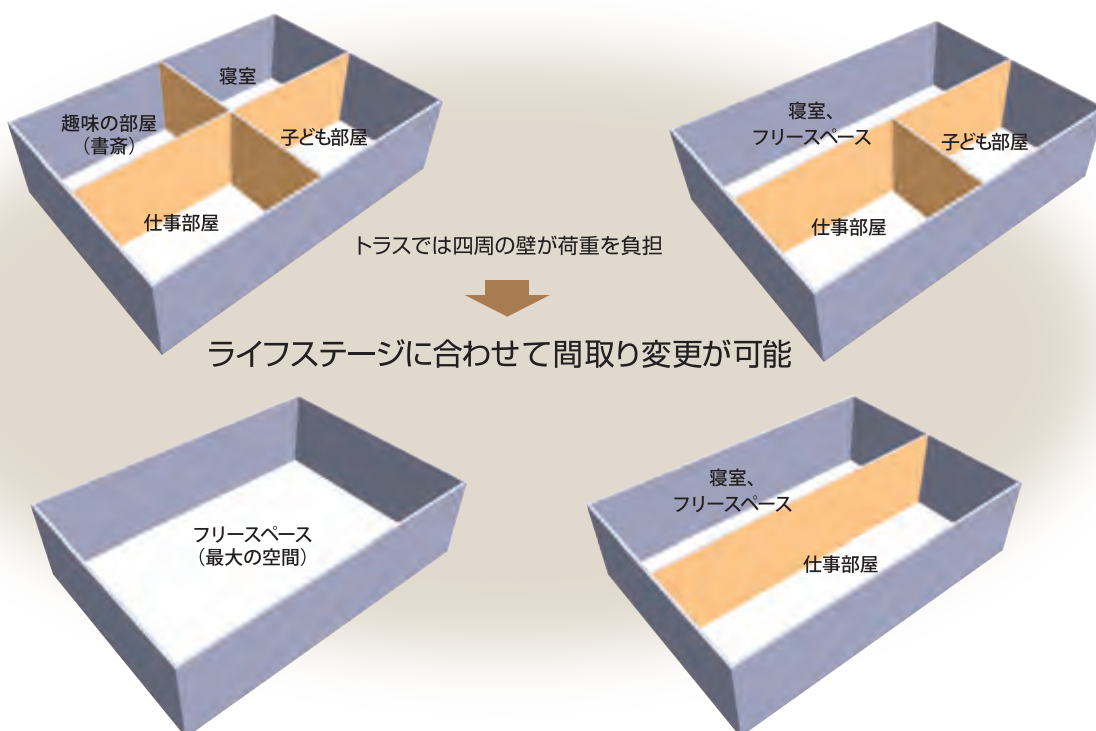 寝室
趣味の部屋
（書斎）
子ども部屋
仕事部屋
寝室、
フリースペース
子ども部屋
仕事部屋
トラスでは四周の壁が荷重を負担
ライフステージに合わせて間取り変更が可能
フリースペース
（最大の空間）
寝室、
フリースペース
仕事部屋